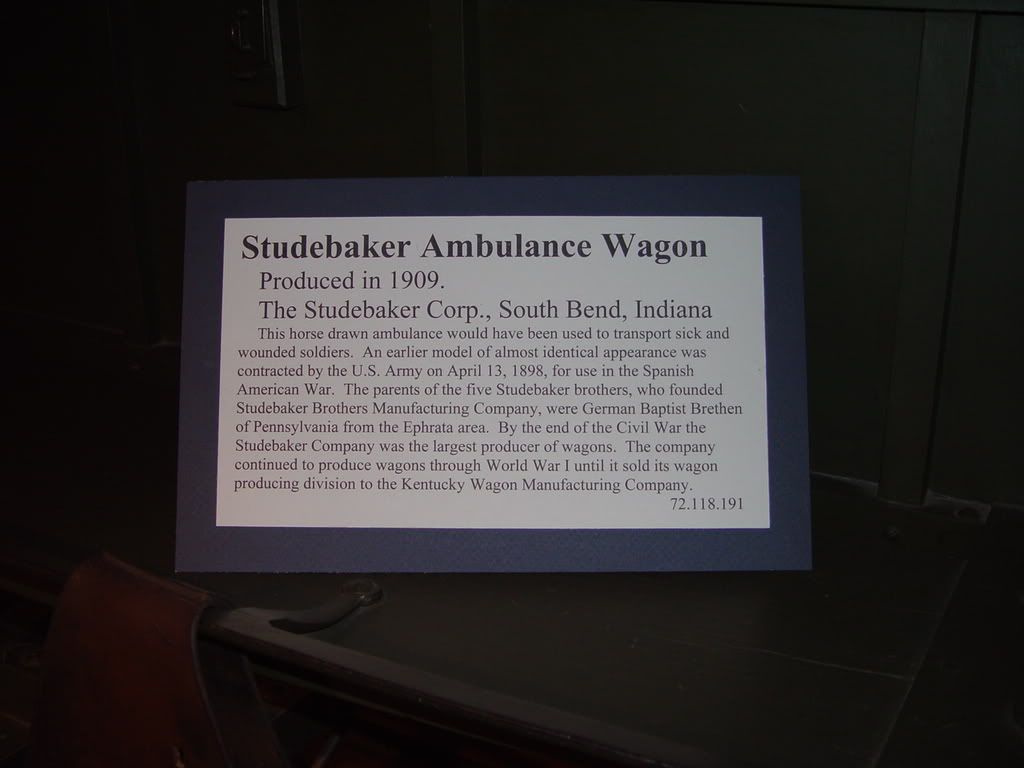 Studebaker Ambulance Wagon
Produced in 1909.
The Studebaker Corp., South Bend, Indiana
This horse drawn ambulance would have been used to transport sick and
wounded soldiers. An earlier model of almost identical appearance was
contracted by the U.S. Army on April 13, 1898, for use in the Spanish
American War. The parents of the five Studebaker brothers, who founded
Studebaker Brothers Manufacturing Company, were German Baptist Brethen
of Pennsylvania from the Ephrata area. By the end of the Civil War the
Studebaker Company was the largest producer of wagons. The company
continued to produce wagons through World War I until it sold its wagon
producing division to the Kentucky Wagon Manufacturing Company.
72.118.191